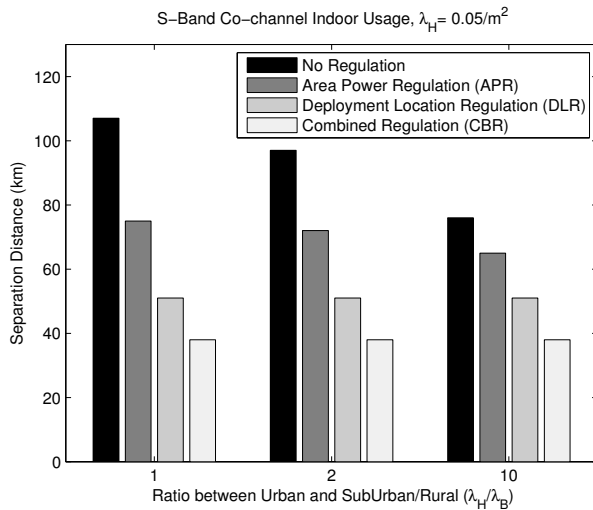 S−Band Co−channel Indoor Usage, λH= 0.05/m²
No Regulation
Area Power Regulation (APR)
Deployment Location Regulation (DLR)
Combined Regulation (CBR)
Separation Distance (km)
120
100
80
60
40
20
0
1 2 10
Ratio between Urban and SubUrban/Rural (λH/λB)